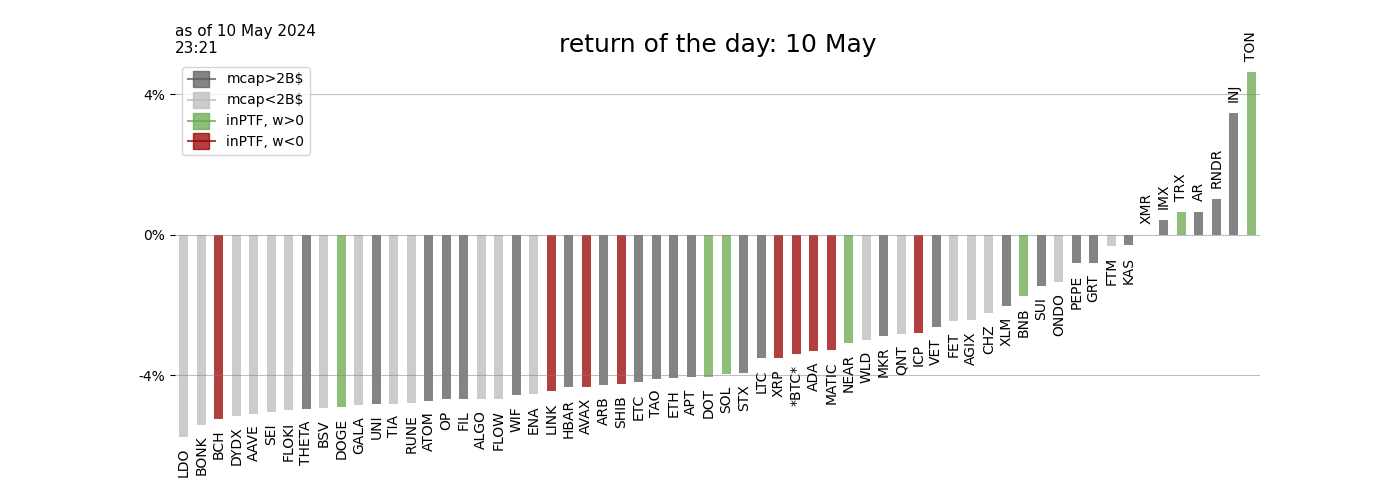 as of 10 May 2024
23:21
return of the day: 10 May
mcap>2B$
mcap<2B$
inPTF, w>0
inPTF, w<0
4%
0%
-4%
LDO
BONK
BCH
DYDX
AAVE
SEI
FLOKI
THETA
BSV
DOGE
GALA
UNI
TIA
RUNE
ATOM
OP
FIL
ALGO
FLOW
WIF
ENA
LINK
HBAR
AVAX
ARB
SHIB
ETC
TAO
ETH
APT
DOT
SOL
STX
LTC
XRP
*BTC*
ADA
MATIC
NEAR
WLD
MKR
QNT
ICP
VET
FET
AGIX
CHZ
XLM
BNB
SUI
ONDO
PEPE
GRT
FTM
KAS
XMR
IMX
TRX
AR
RNDR
INJ
TON